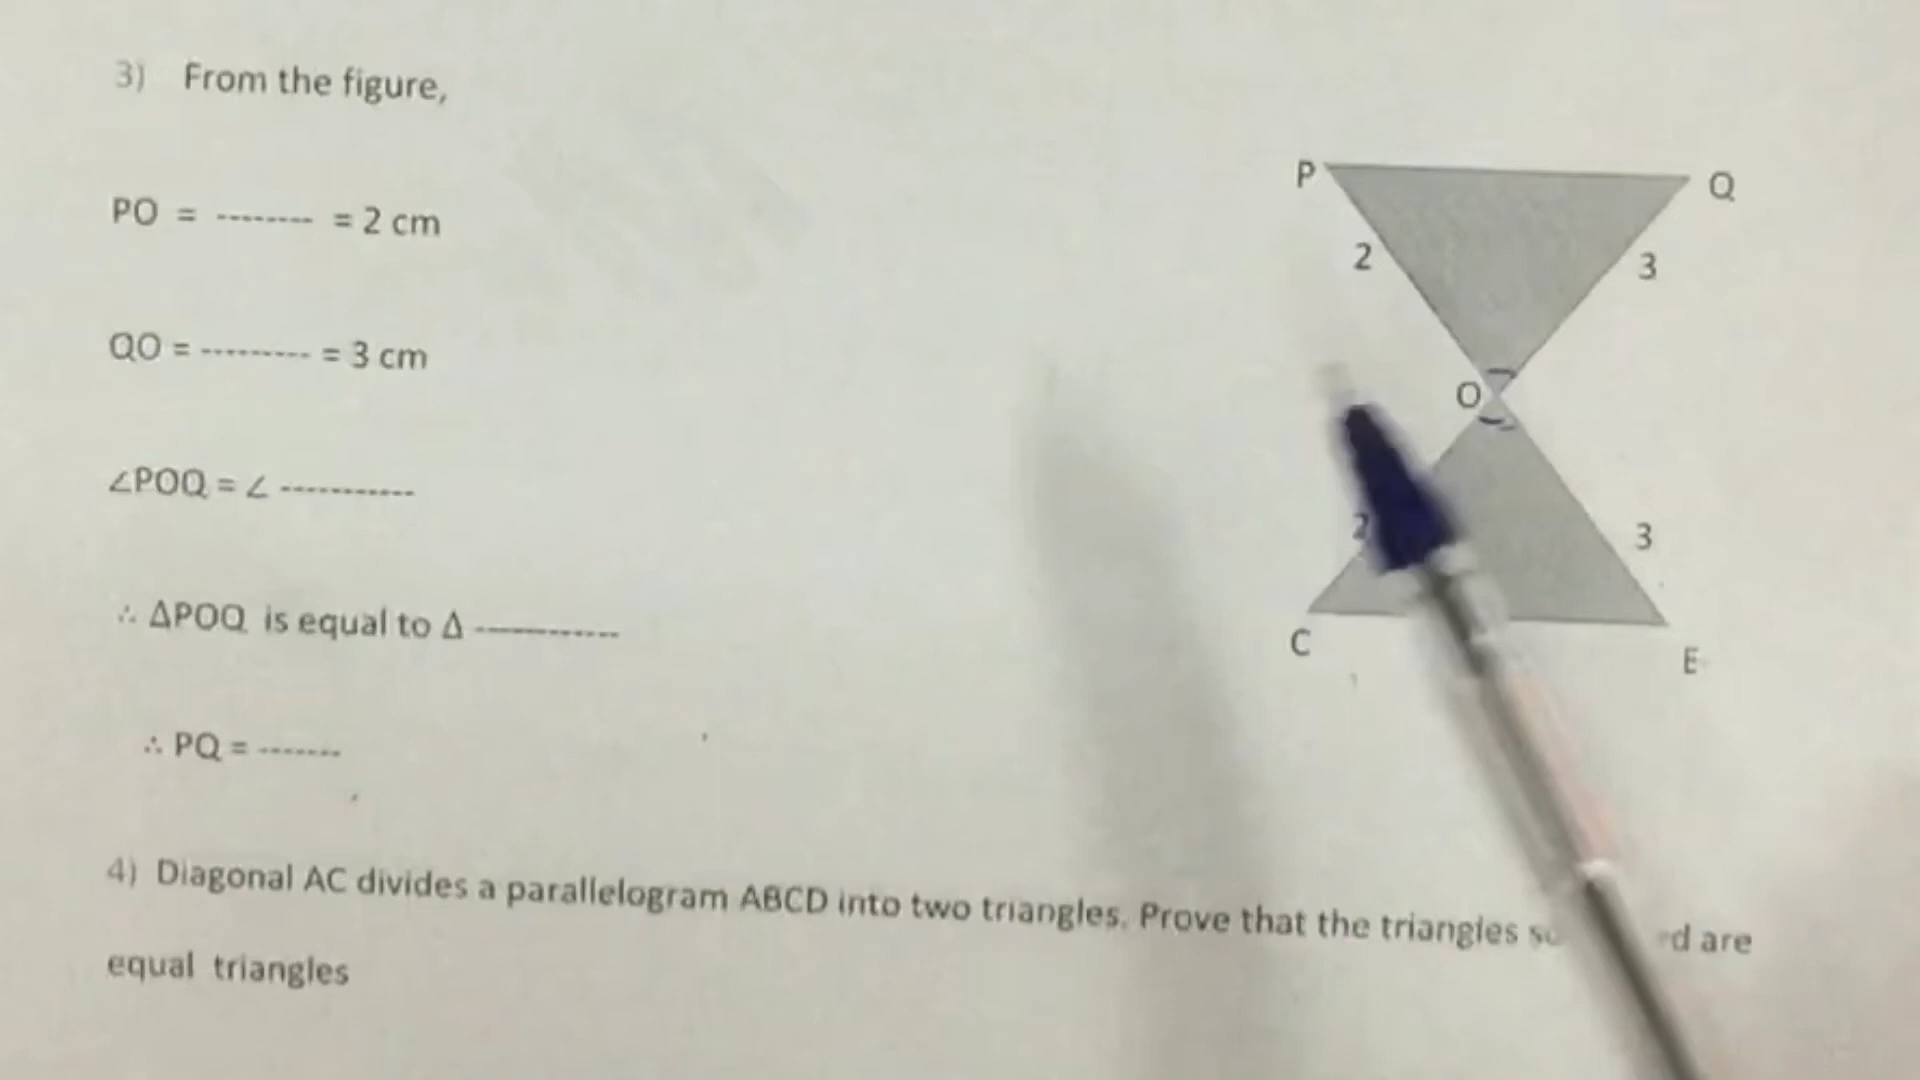 3) From the figure,
P
Q
PO = -------- = 2 cm
2
3
QO = --------- = 3 cm
O
∠POQ = ∠ -----------
2
3
∴ ΔPOQ is equal to Δ ------------
C
E
∴ PQ = -------
4) Diagonal AC divides a parallelogram ABCD into two triangles. Prove that the triangles are
equal triangles